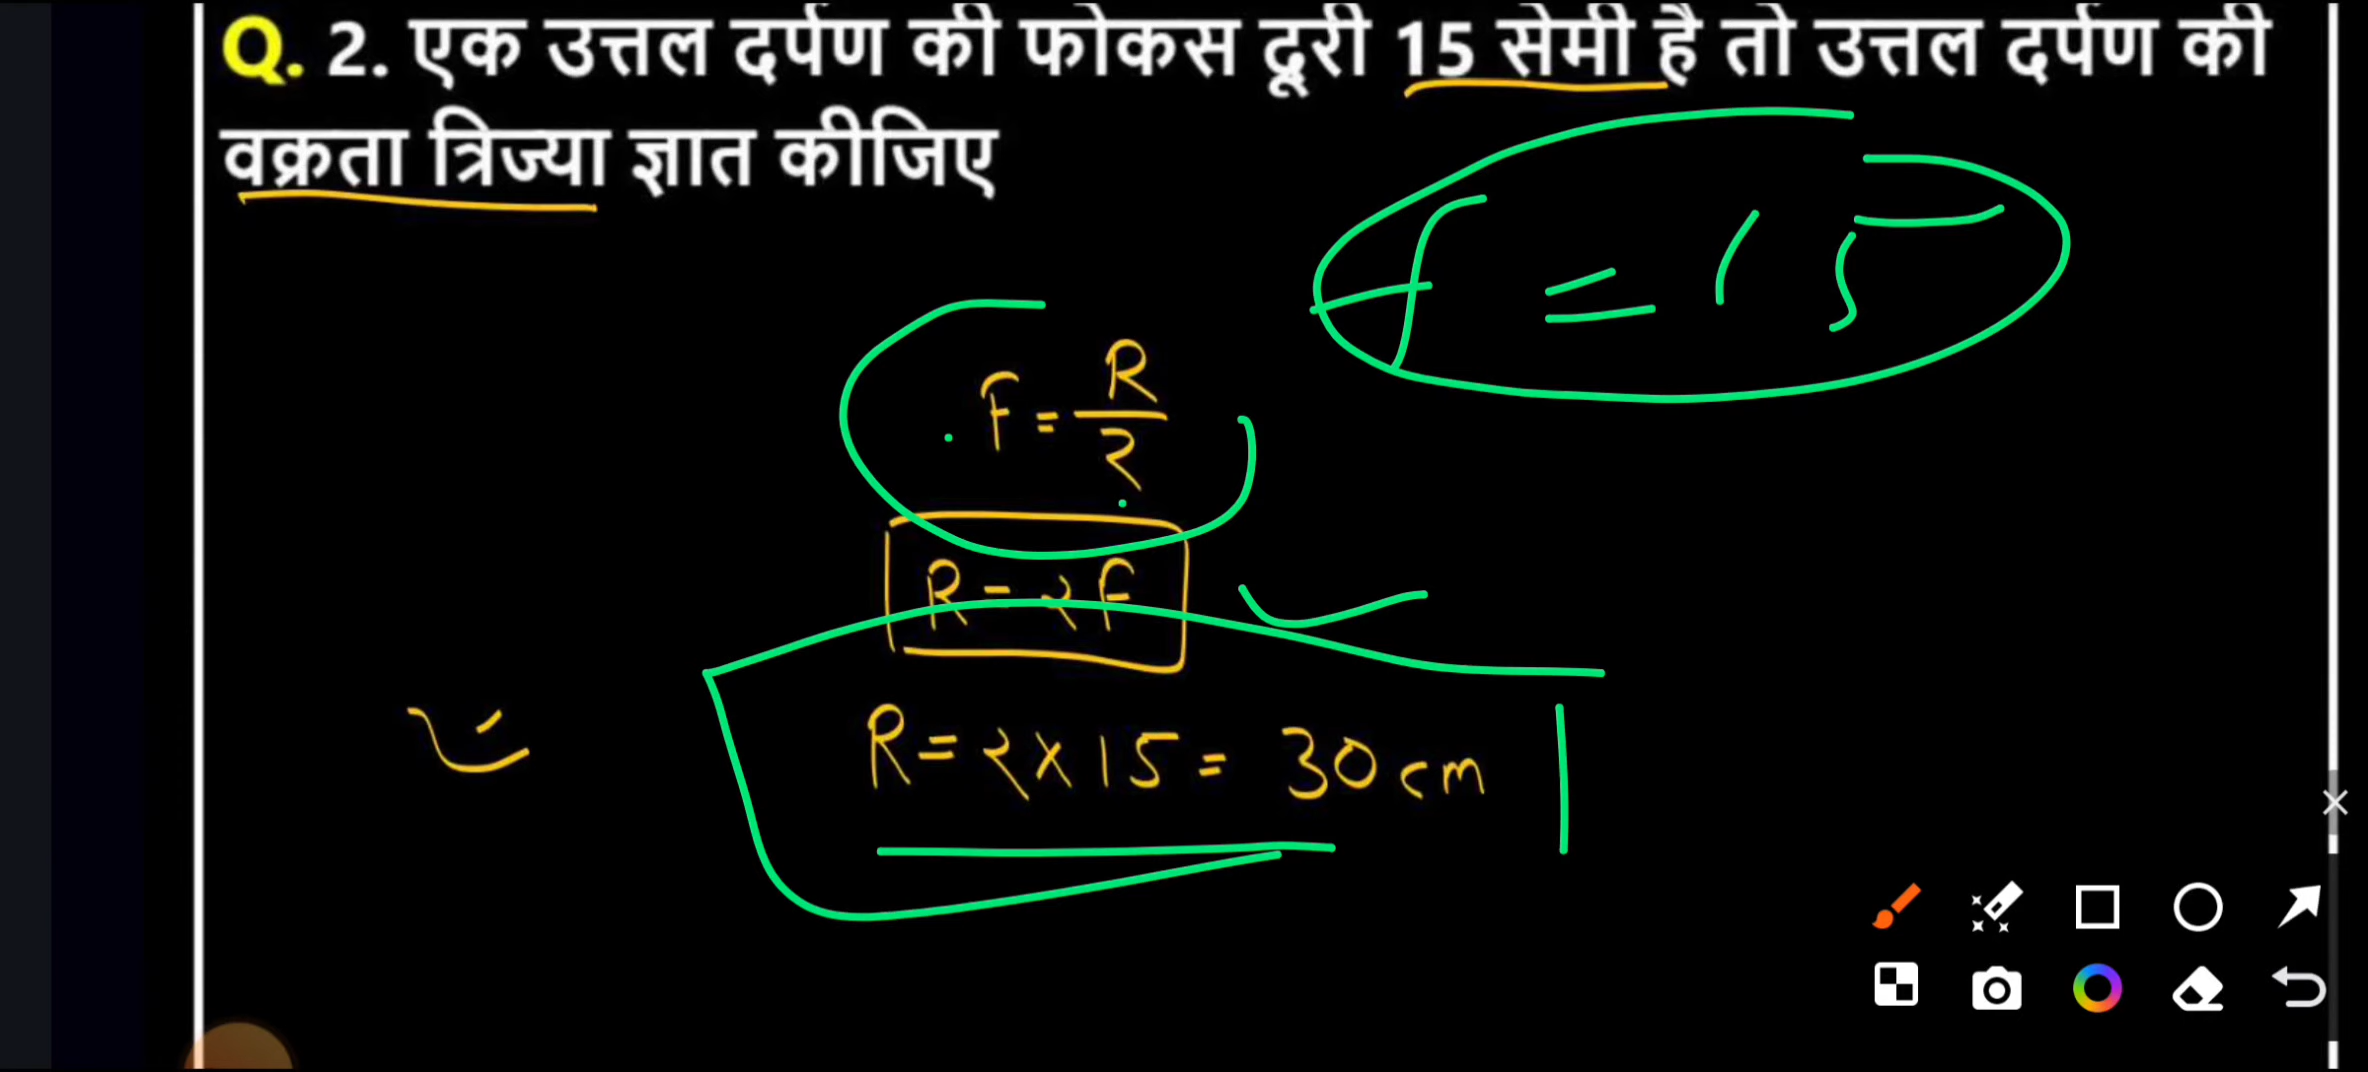 Q. 2. एक उत्तल दर्पण की फोकस दूरी 15 सेमी है तो उत्तल दर्पण की
वक्रता त्रिज्या ज्ञात कीजिए
f = 15
f = R/2
R = 2f
R = 2 x 15 = 30 cm